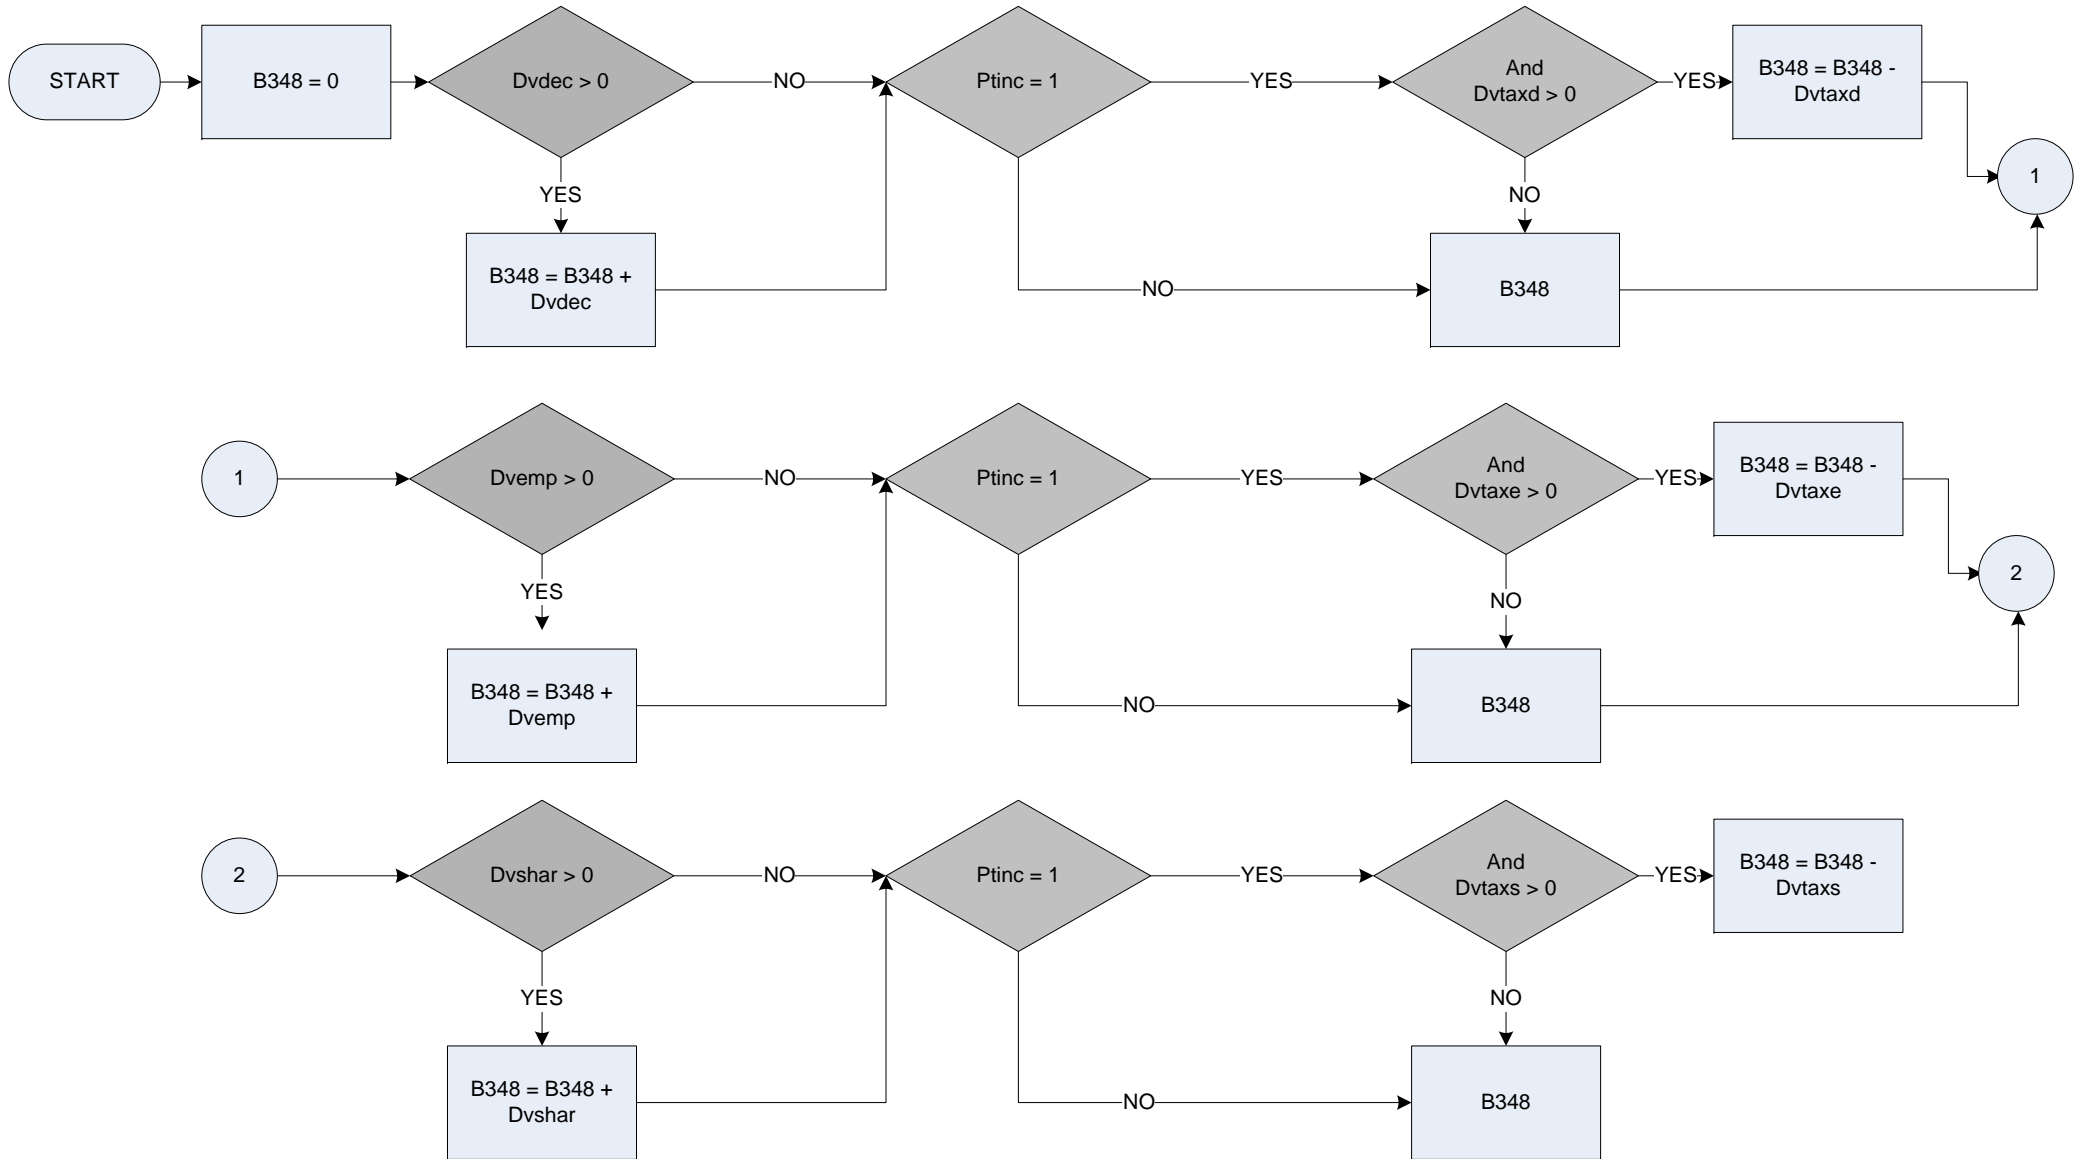 START
B348 = 0
Dvdec > 0
NO
Ptinc = 1
YES
And
Dvtaxd > 0
YES
B348 = B348 -
Dvtaxd
1
YES
NO
B348 = B348 +
Dvdec
NO
B348
1
Dvemp > 0
NO
Ptinc = 1
YES
And
Dvtaxe > 0
YES
B348 = B348 -
Dvtaxe
2
YES
NO
B348 = B348 +
Dvemp
NO
B348
2
Dvshar > 0
NO
Ptinc = 1
YES
And
Dvtaxs > 0
YES
B348 = B348 -
Dvtaxs
YES
NO
B348 = B348 +
Dvshar
NO
B348